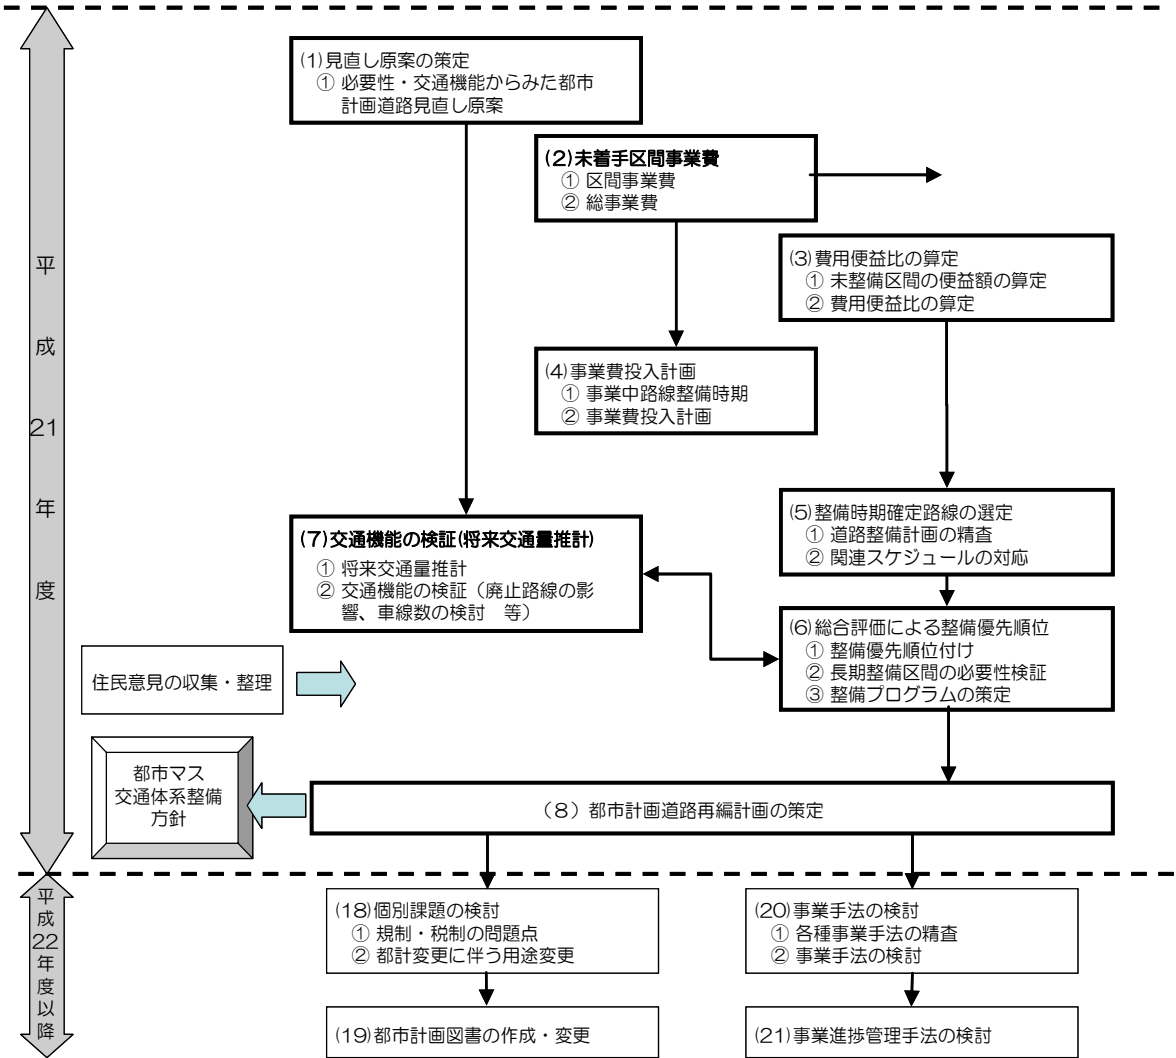 平成21年度
(1)見直し原案の策定
① 必要性・交通機能からみた都市
計画道路見直し原案
(2)未着手区間事業費
① 区間事業費
② 総事業費
(3)費用便益比の算定
① 未整備区間の便益額の算定
② 費用便益比の算定
(4)事業費投入計画
① 事業中路線整備時期
② 事業費投入計画
(5)整備時期確定路線の選定
① 道路整備計画の精査
② 関連スケジュールの対応
(7)交通機能の検証(将来交通量推計)
① 将来交通量推計
② 交通機能の検証（廃止路線の影
響、車線数の検討　等）
(6)総合評価による整備優先順位
① 整備優先順位付け
② 長期整備区間の必要性検証
③ 整備プログラムの策定
住民意見の収集・整理
都市マス
交通体系整備
方針
（8）都市計画道路再編計画の策定
平成22年度以降
(18)個別課題の検討
① 規制・税制の問題点
② 都計変更に伴う用途変更
(20)事業手法の検討
① 各種事業手法の精査
② 事業手法の検討
(19)都市計画図書の作成・変更
(21)事業進捗管理手法の検討